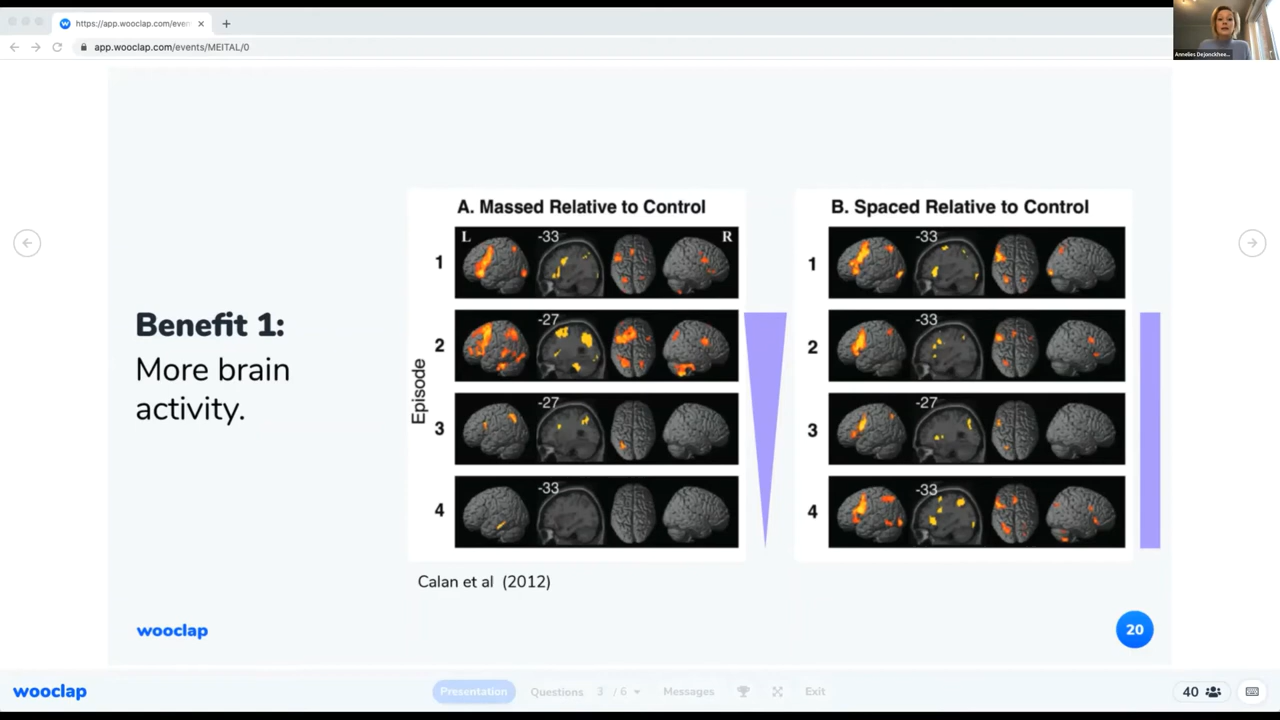 https://app.wooclap.com/even
app.wooclap.com/events/MEITAL/0
Annelies Dejonckhee...
A. Massed Relative to Control
L
-33
R
1
-27
2
-27
3
-33
4
Episode
B. Spaced Relative to Control
-33
1
-33
2
-27
3
-33
4
Benefit 1:
More brain
activity.
Calan et al (2012)
wooclap
20
wooclap
Presentation
Questions 3 / 6
Messages
Exit
40